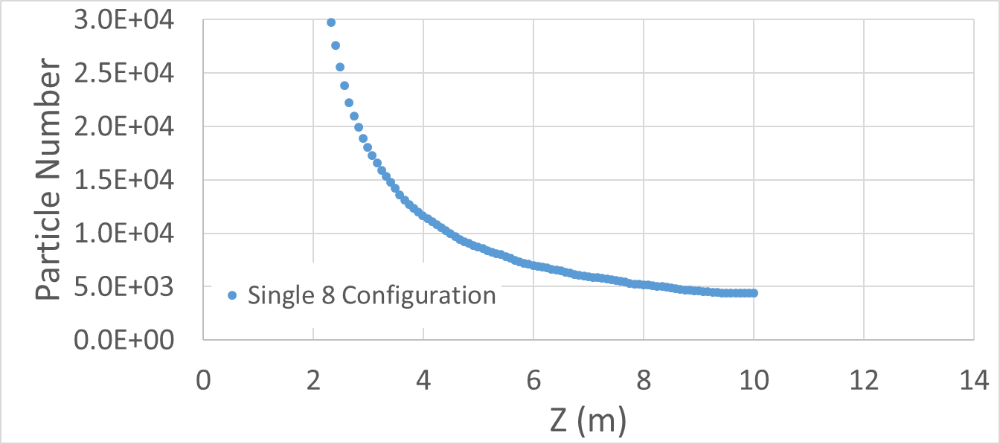 3.0E+04
2.5E+04
2.0E+04
1.5E+04
1.0E+04
5.0E+03
0.0E+00
Particle Number
Single 8 Configuration
0 2 4 6 8 10 12 14
Z (m)